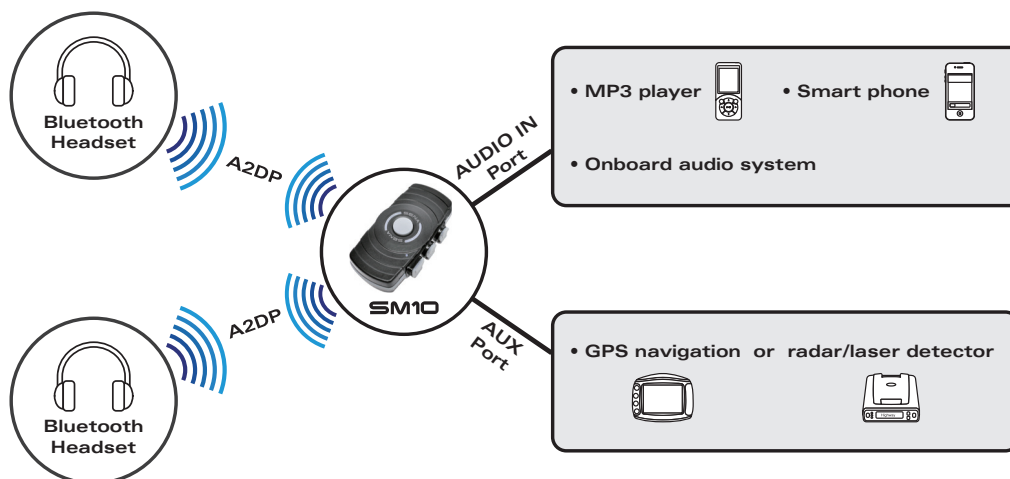 Bluetooth
Headset
A2DP
AUDIO IN
Port
• MP3 player
• Smart phone
• Onboard audio system
SM10
A2DP
AUX
Port
• GPS navigation or radar/laser detector
Bluetooth
Headset